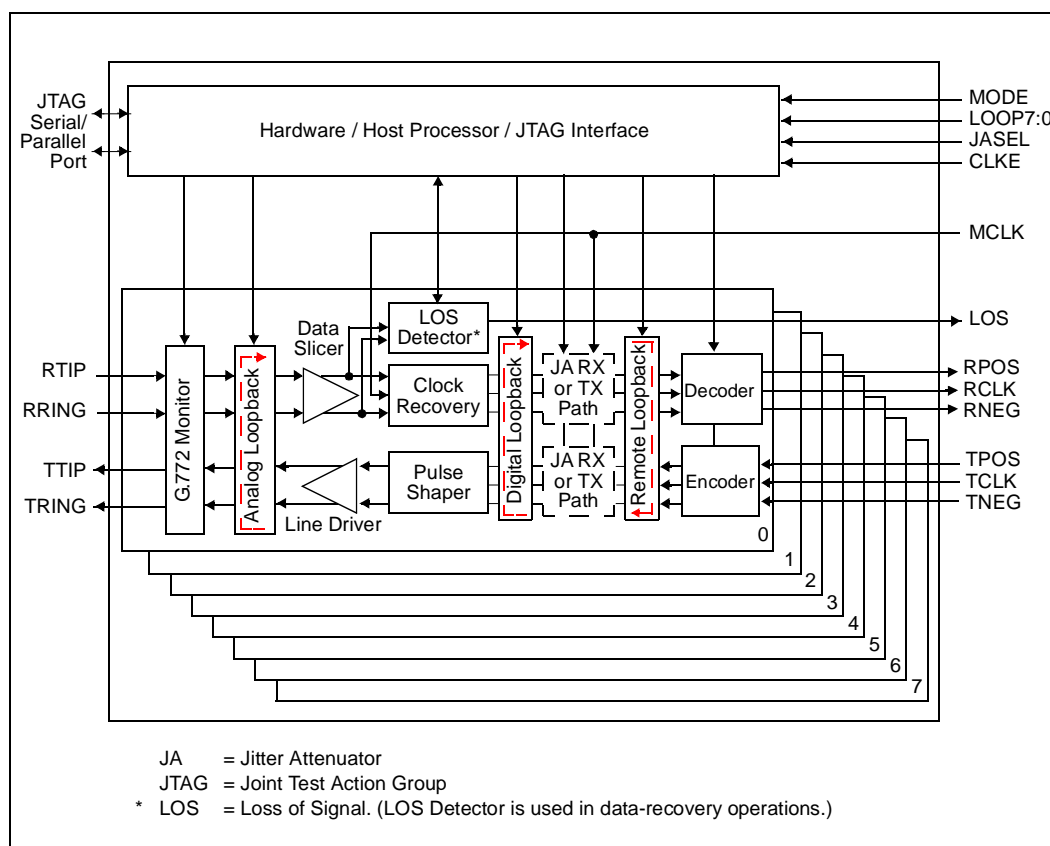 JTAG
Serial/
Parallel
Port
Hardware / Host Processor / JTAG Interface
MODE
LOOP7:0
JASEL
CLKE
MCLK
Data
Slicer
LOS
Detector*
LOS
RTIP
RRING
TTIP
TRING
G.772 Monitor
Analog Loopback
Clock
Recovery
Pulse
Shaper
Line Driver
Digital Loopback
JA RX
or TX
Path
JA RX
or TX
Path
Remote Loopback
Decoder
Encoder
RPOS
RCLK
RNEG
TPOS
TCLK
TNEG
0
1
2
3
4
5
6
7
JA = Jitter Attenuator
JTAG = Joint Test Action Group
* LOS = Loss of Signal. (LOS Detector is used in data-recovery operations.)